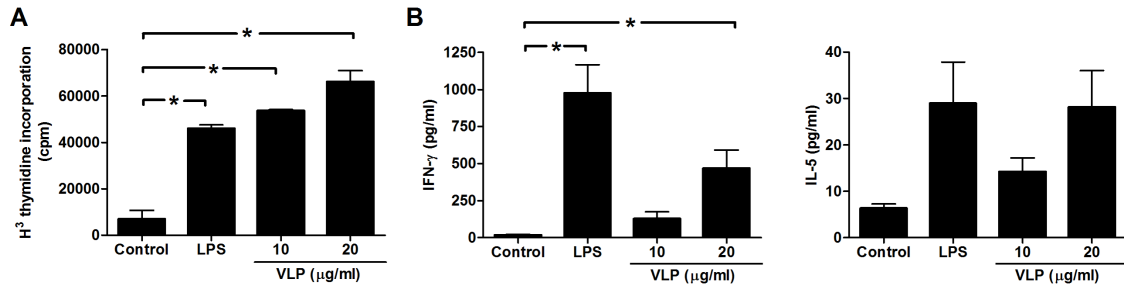 A
H³ thymidine incorporation
(cpm)
80000
60000
40000
20000
0
*
*
*
Control LPS 10 20
VLP (μg/ml)
B
IFN-γ (pg/ml)
1250
1000
750
500
250
0
*
*
Control LPS 10 20
VLP (μg/ml)
IL-5 (pg/ml)
40
30
20
10
0
Control LPS 10 20
VLP (μg/ml)